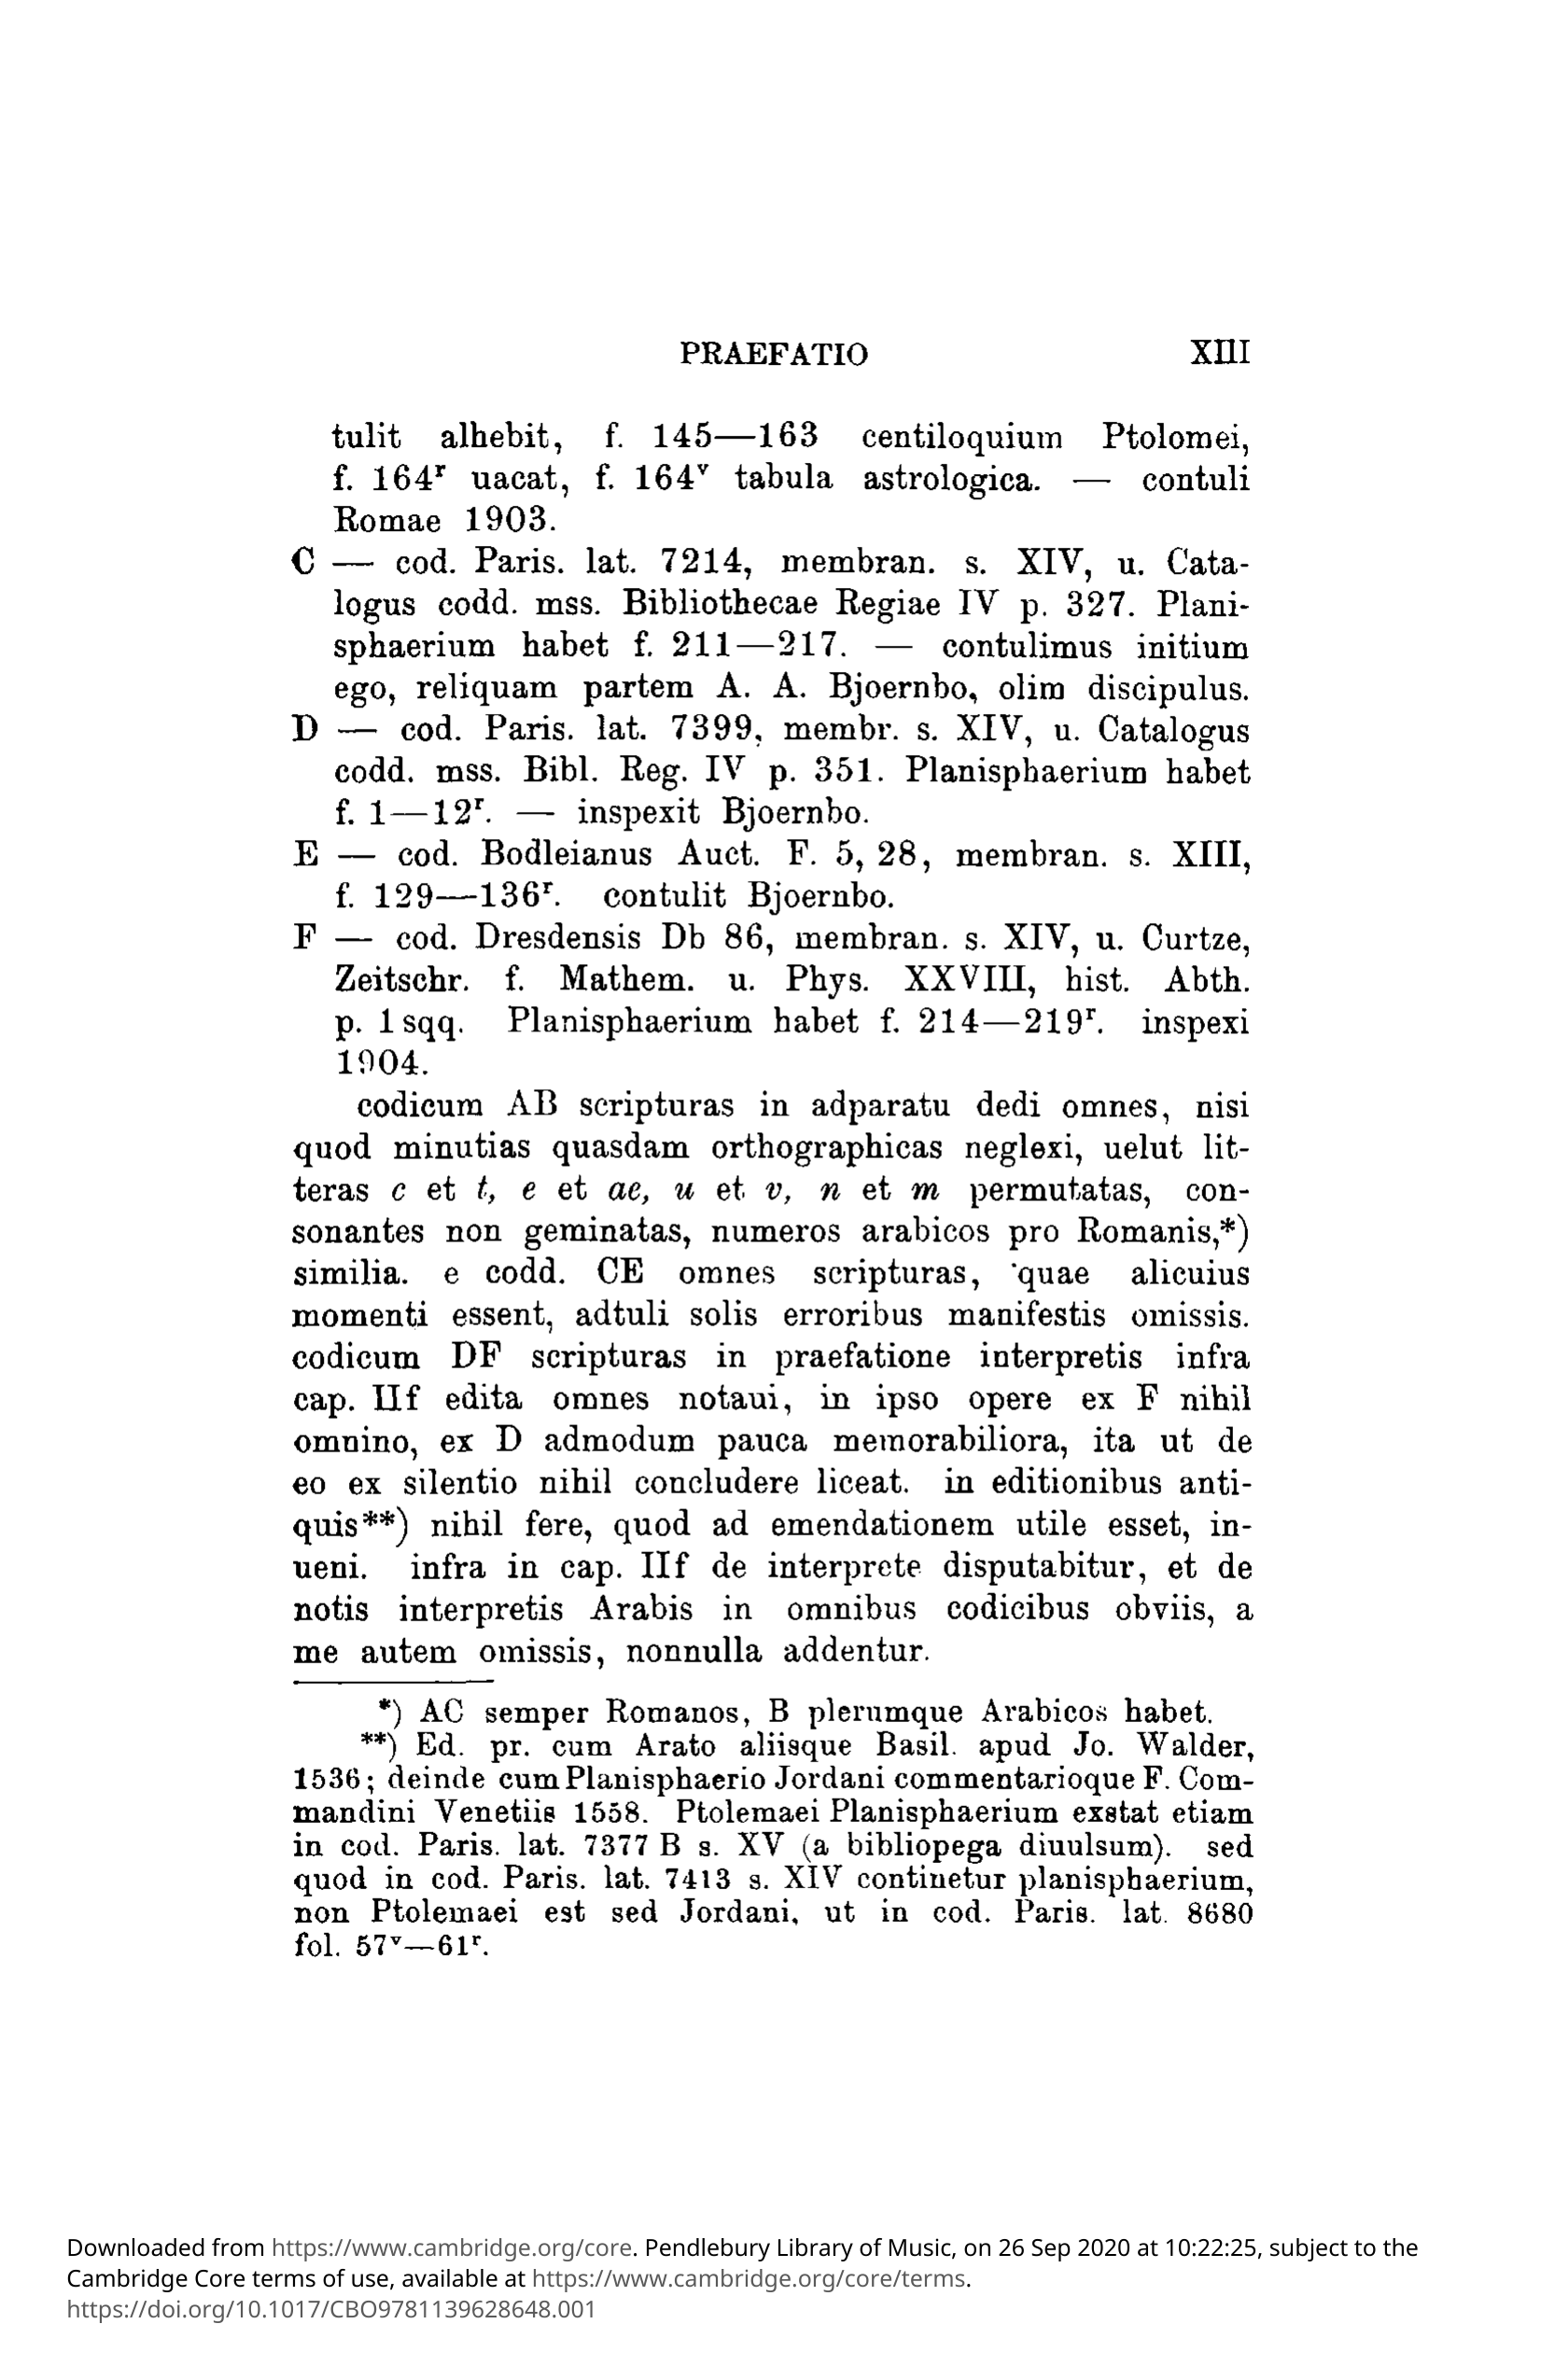 PRAEFATIO XIII
tulit alhebit, f. 145—163 centiloquium Ptolomei,
f. 164ʳ uacat, f. 164ᵛ tabula astrologica. — contuli
Romae 1903.
C — cod. Paris. lat. 7214, membran. s. XIV, u. Cata-
logus codd. mss. Bibliothecae Regiae IV p. 327. Plani-
sphaerium habet f. 211—217. — contulimus initium
ego, reliquam partem A. A. Bjoernbo, olim discipulus.
D — cod. Paris. lat. 7399, membr. s. XIV, u. Catalogus
codd. mss. Bibl. Reg. IV p. 351. Planisphaerium habet
f. 1—12ʳ. — inspexit Bjoernbo.
E — cod. Bodleianus Auct. F. 5, 28, membran. s. XIII,
f. 129—136ʳ. contulit Bjoernbo.
F — cod. Dresdensis Db 86, membran. s. XIV, u. Curtze,
Zeitschr. f. Mathem. u. Phys. XXVIII, hist. Abth.
p. 1 sqq. Planisphaerium habet f. 214—219ʳ. inspexi
1904.
codicum AB scripturas in adparatu dedi omnes, nisi
quod minutias quasdam orthographicas neglexi, uelut lit-
teras c et t, e et ae, u et v, n et m permutatas, con-
sonantes non geminatas, numeros arabicos pro Romanis,*)
similia. e codd. CE omnes scripturas, quae alicuius
momenti essent, adtuli solis erroribus manifestis omissis.
codicum DF scripturas in praefatione interpretis infra
cap. IIf edita omnes notaui, in ipso opere ex F nihil
omnino, ex D admodum pauca memorabiliora, ita ut de
eo ex silentio nihil concludere liceat. in editionibus anti-
quis**) nihil fere, quod ad emendationem utile esset, in-
ueni. infra in cap. IIf de interprete disputabitur, et de
notis interpretis Arabis in omnibus codicibus obviis, a
me autem omissis, nonnulla addentur.
*) AC semper Romanos, B plerumque Arabicos habet.
**) Ed. pr. cum Arato aliisque Basil. apud Jo. Walder,
1536; deinde cum Planisphaerio Jordani commentarioque F. Com-
mandini Venetiis 1558. Ptolemaei Planisphaerium exstat etiam
in cod. Paris. lat. 7377 B s. XV (a bibliopega diuulsum). sed
quod in cod. Paris. lat. 7413 s. XIV continetur planisphaerium,
non Ptolemaei est sed Jordani, ut in cod. Paris. lat. 8680
fol. 57ᵛ—61ʳ.
Downloaded from https://www.cambridge.org/core. Pendlebury Library of Music, on 26 Sep 2020 at 10:22:25, subject to the
Cambridge Core terms of use, available at https://www.cambridge.org/core/terms.
https://doi.org/10.1017/CBO9781139628648.001